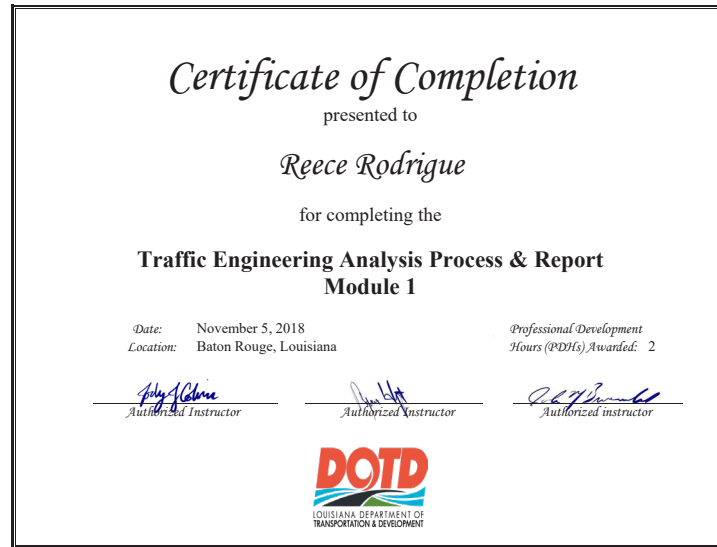 Certificate of Completion
presented to
Reece Rodrigue
for completing the
Traffic Engineering Analysis Process & Report
Module 1
Date: November 5, 2018
Location: Baton Rouge, Louisiana
Professional Development
Hours (PDHs) Awarded: 2
Authorized Instructor
Authorized Instructor
Authorized instructor
DOTD
LOUISIANA DEPARTMENT OF
TRANSPORTATION & DEVELOPMENT